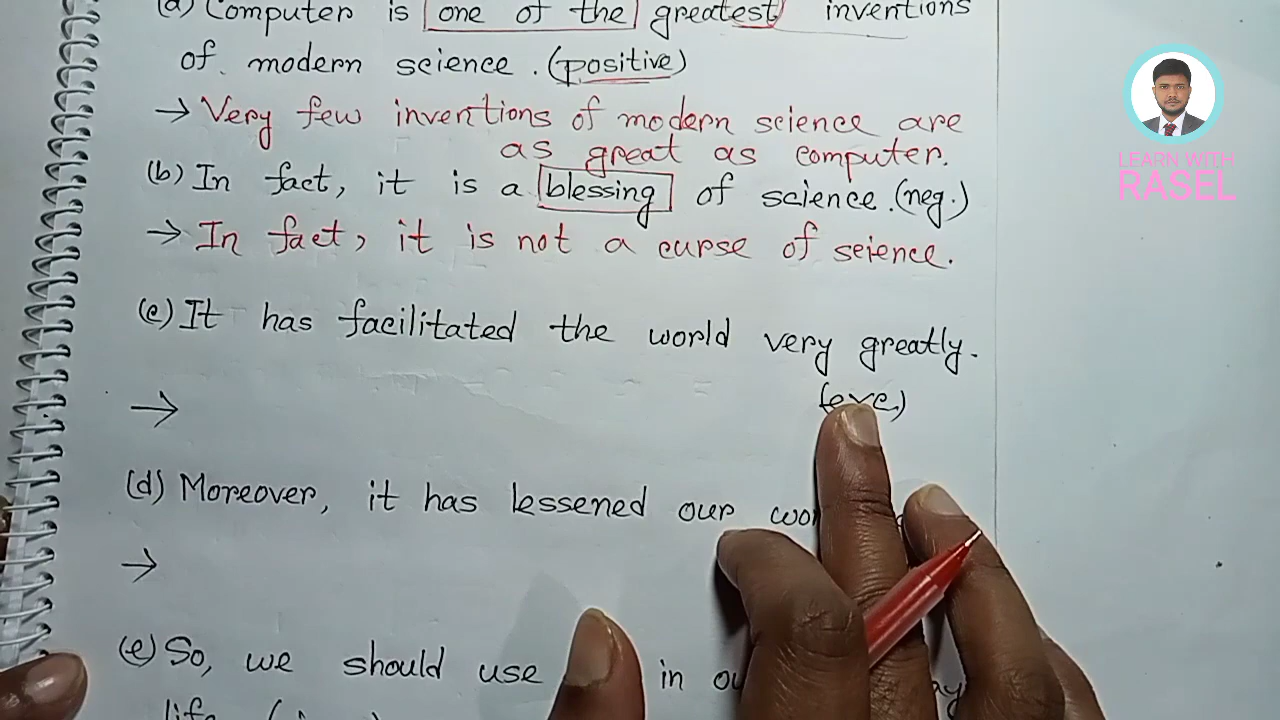 (a) Computer is one of the greatest inventions
of modern science. (positive)
→ Very few inventions of modern science are
as great as computer.
(b) In fact, it is a blessing of science. (neg.)
→ In fact, it is not a curse of science.
(c) It has facilitated the world very greatly.
(exc.)
→
(d) Moreover, it has lessened our
→
(e) So, we should use in
life.
LEARN WITH
RASEL